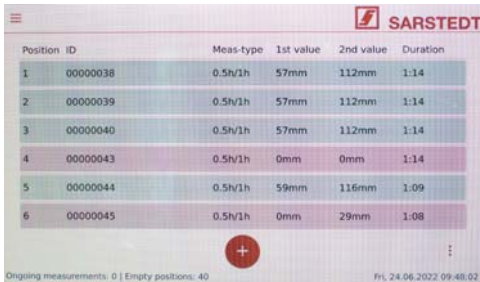 SARSTEDT
Position ID Meas-type 1st value 2nd value Duration
1 00000038 0.5h/1h 57mm 112mm 1:14
2 00000039 0.5h/1h 57mm 112mm 1:14
3 00000040 0.5h/1h 57mm 112mm 1:14
4 00000043 0.5h/1h 0mm 0mm 1:14
5 00000044 0.5h/1h 59mm 116mm 1:09
6 00000045 0.5h/1h 0mm 29mm 1:08
+
Ongoing measurements: 0 | Empty positions: 40 Fri, 24.06.2022 09:48:02